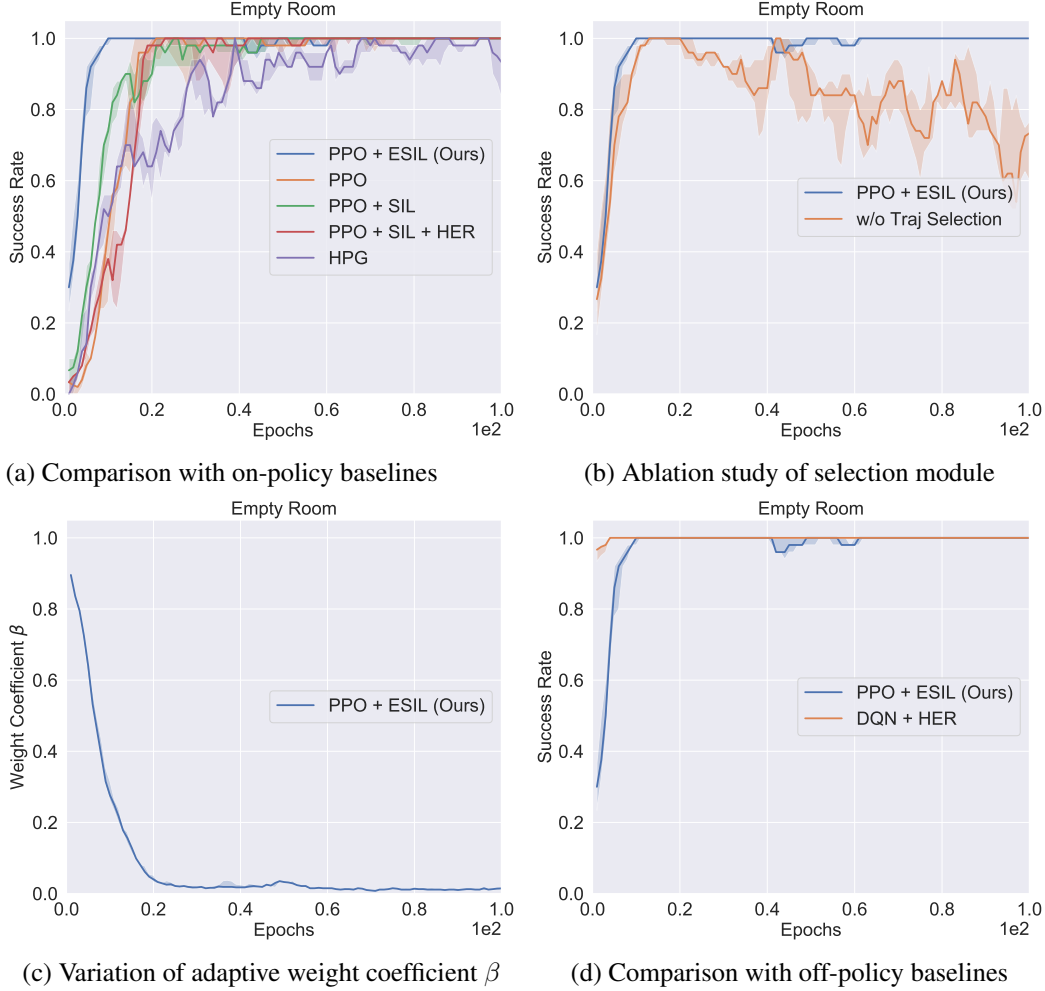 Empty Room
1.0
0.8
0.6
0.4
0.2
0.0
Success Rate
PPO + ESIL (Ours)
PPO
PPO + SIL
PPO + SIL + HER
HPG
0.0 0.2 0.4 0.6 0.8 1.0
Epochs
1e2
(a) Comparison with on-policy baselines
Empty Room
1.0
0.8
0.6
0.4
0.2
0.0
Success Rate
PPO + ESIL (Ours)
w/o Traj Selection
0.0 0.2 0.4 0.6 0.8 1.0
Epochs
1e2
(b) Ablation study of selection module
Empty Room
1.0
0.8
0.6
0.4
0.2
0.0
Weight Coefficient β
PPO + ESIL (Ours)
0.0 0.2 0.4 0.6 0.8 1.0
Epochs
1e2
(c) Variation of adaptive weight coefficient β
Empty Room
1.0
0.8
0.6
0.4
0.2
0.0
Success Rate
PPO + ESIL (Ours)
DQN + HER
0.0 0.2 0.4 0.6 0.8 1.0
Epochs
1e2
(d) Comparison with off-policy baselines